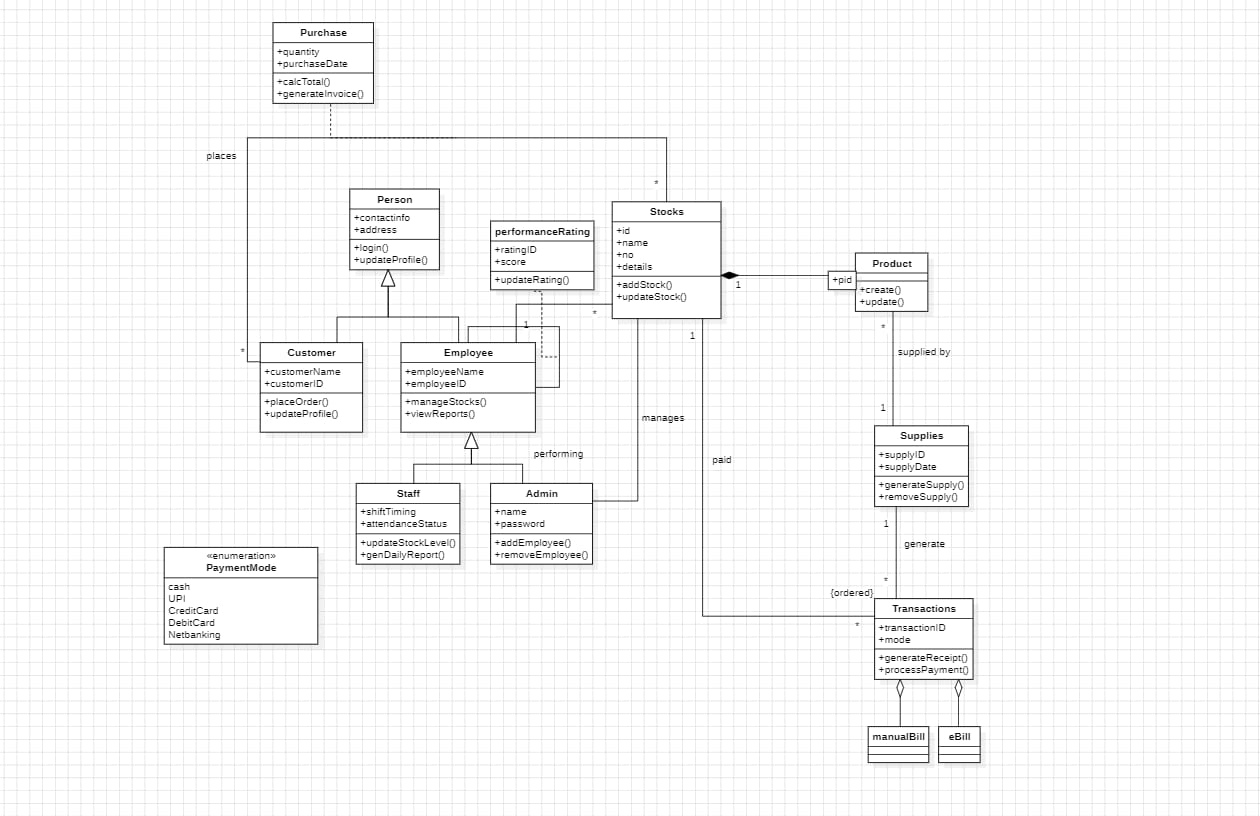 Purchase
+quantity
+purchaseDate
+calcTotal()
+generateInvoice()
places
*
Person
+contactinfo
+address
+login()
+updateProfile()
performanceRating
+ratingID
+score
+updateRating()
Stocks
+id
+name
+no
+details
+addStock()
+updateStock()
1
+pid
Product
+create()
+update()
*
1
*
1
*
supplied by
1
Customer
+customerName
+customerID
+placeOrder()
+updateProfile()
Employee
+employeeName
+employeeID
+manageStocks()
+viewReports()
performing
manages
paid
Supplies
+supplyID
+supplyDate
+generateSupply()
+removeSupply()
1
generate
*
Staff
+shiftTiming
+attendanceStatus
+updateStockLevel()
+genDailyReport()
Admin
+name
+password
+addEmployee()
+removeEmployee()
«enumeration»
PaymentMode
cash
UPI
CreditCard
DebitCard
Netbanking
{ordered}
*
Transactions
+transactionID
+mode
+generateReceipt()
+processPayment()
manualBill
eBill